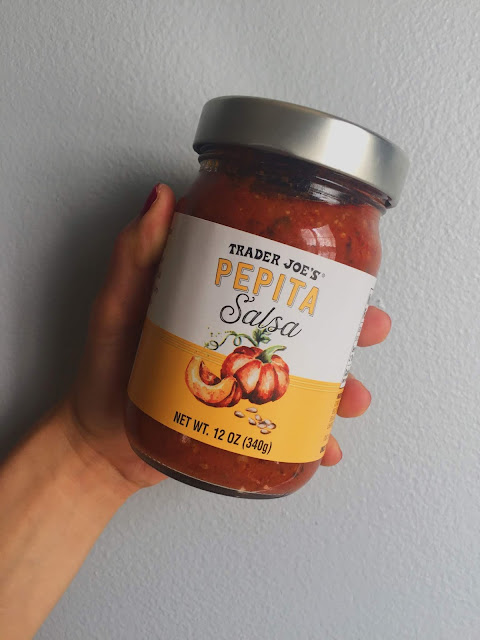 TRADER JOE'S®
PEPITA
Salsa
NET WT. 12 OZ (340g)